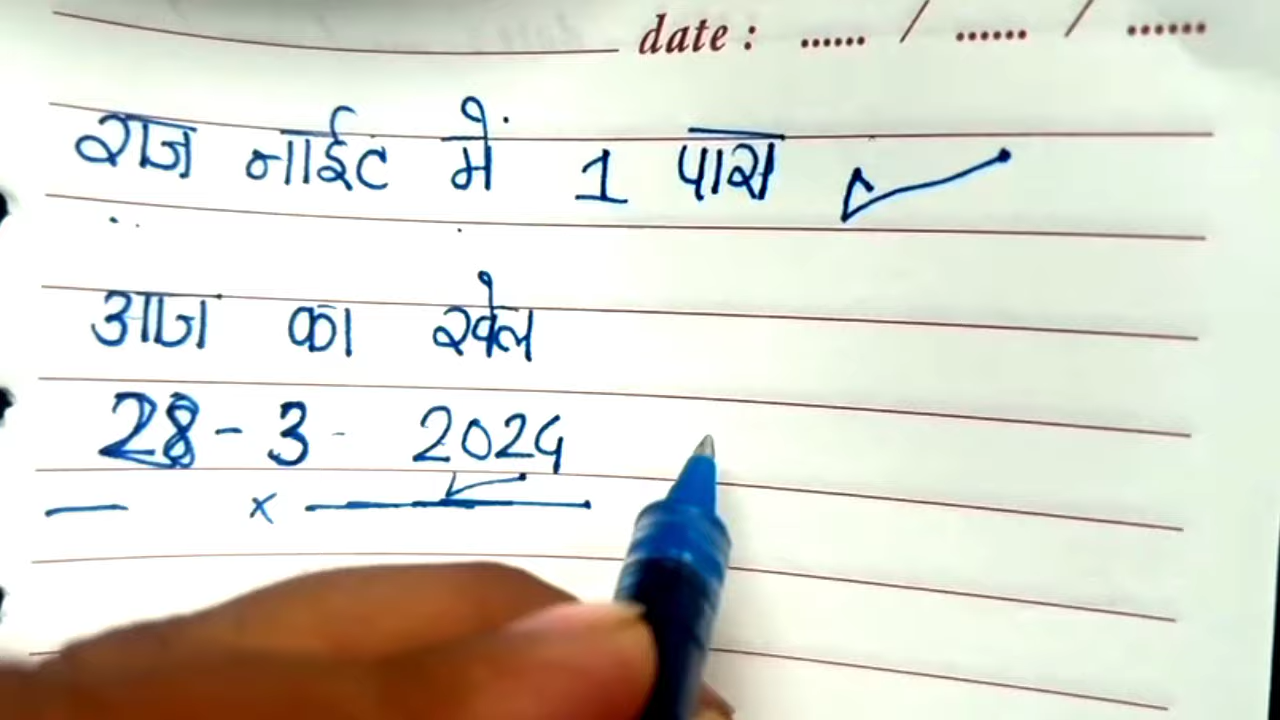 date : ...... / ...... / ......
राज नाईट में 1 पास
आज का खेल
28 - 3 - 2024